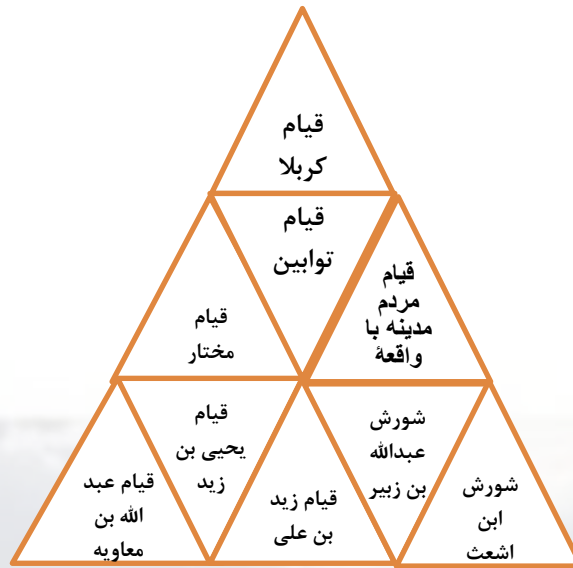 قیام
کربلا
قیام
توابین
قیام
مردم
مدینه با
واقعهٔ
قیام
مختار
شورش
ابن
اشعث
شورش
عبدالله
بن زبیر
قیام زید
بن علی
قیام
یحیی بن
زید
قیام عبد
الله بن
معاویه